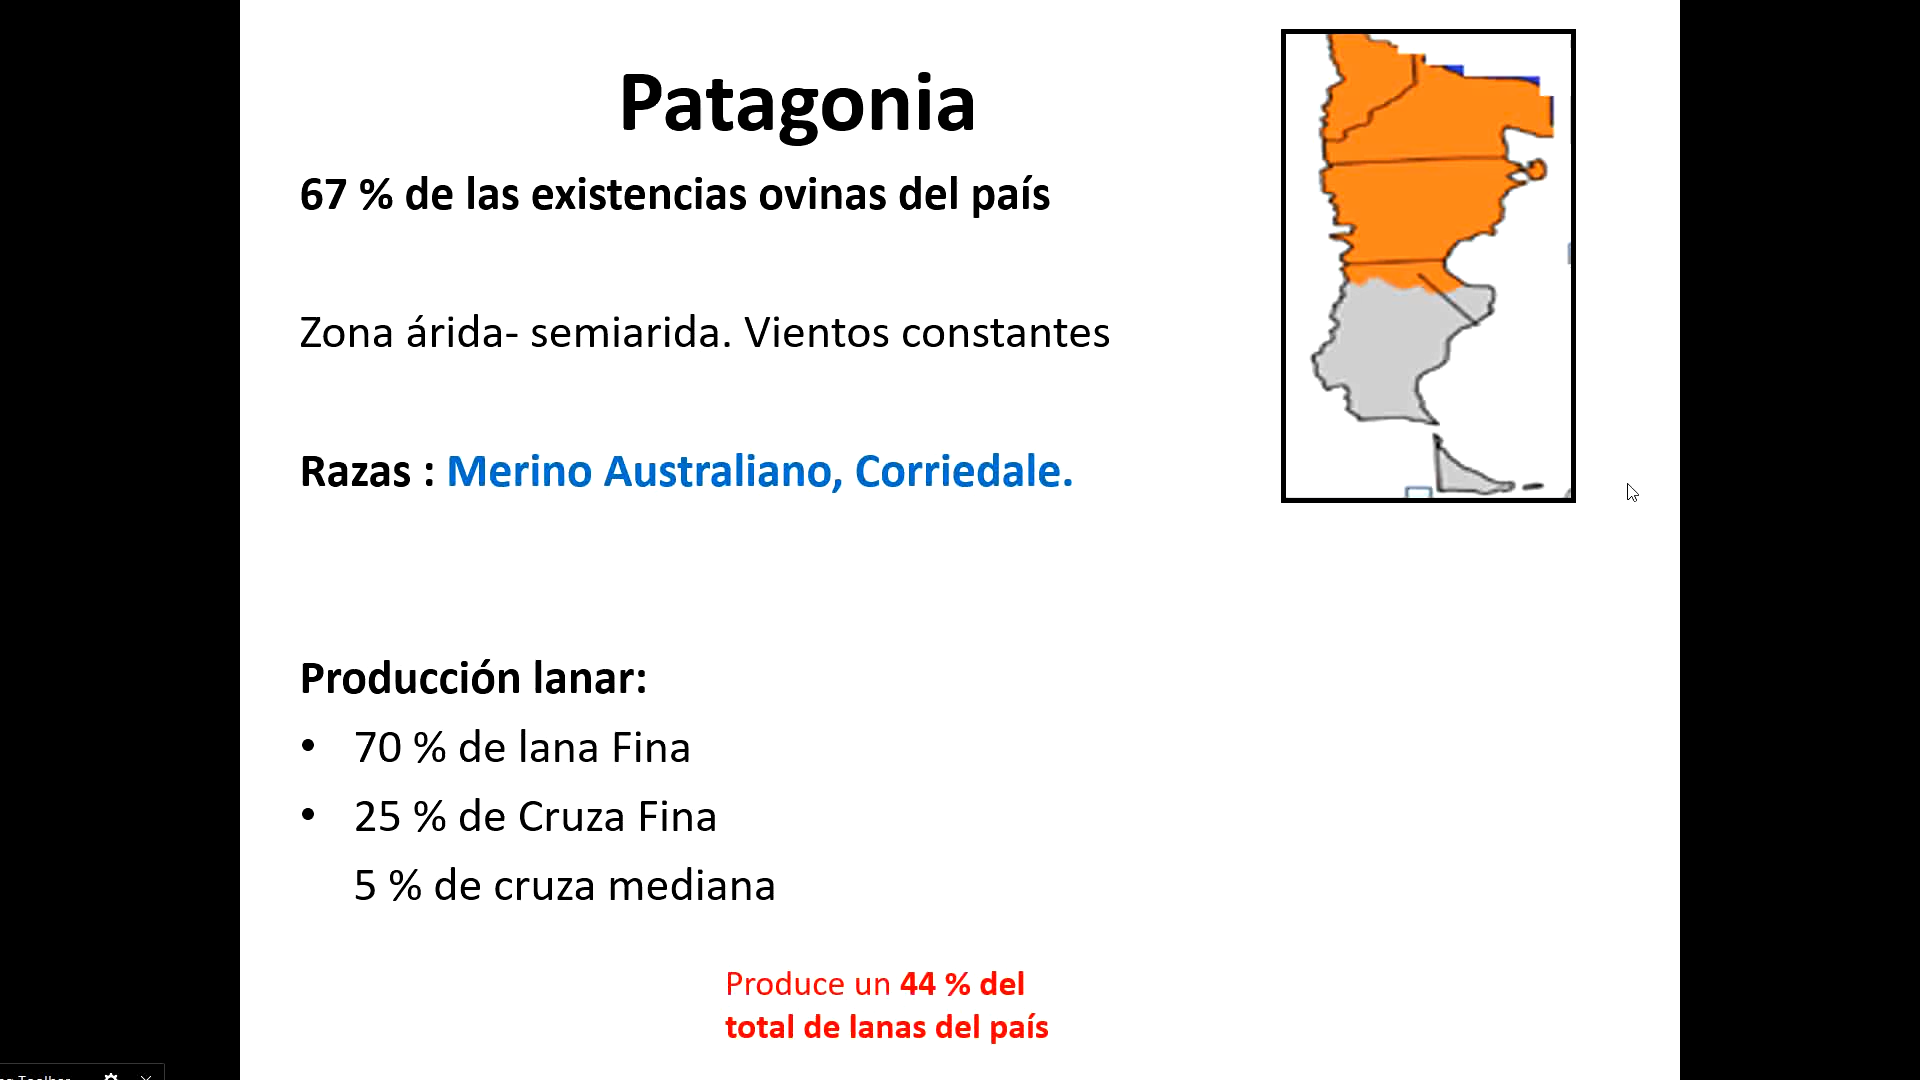 Patagonia
67 % de las existencias ovinas del país
Zona árida- semiarida. Vientos constantes
Razas : Merino Australiano, Corriedale.
Producción lanar:
• 70 % de lana Fina
• 25 % de Cruza Fina
5 % de cruza mediana
Produce un 44 % del
total de lanas del país